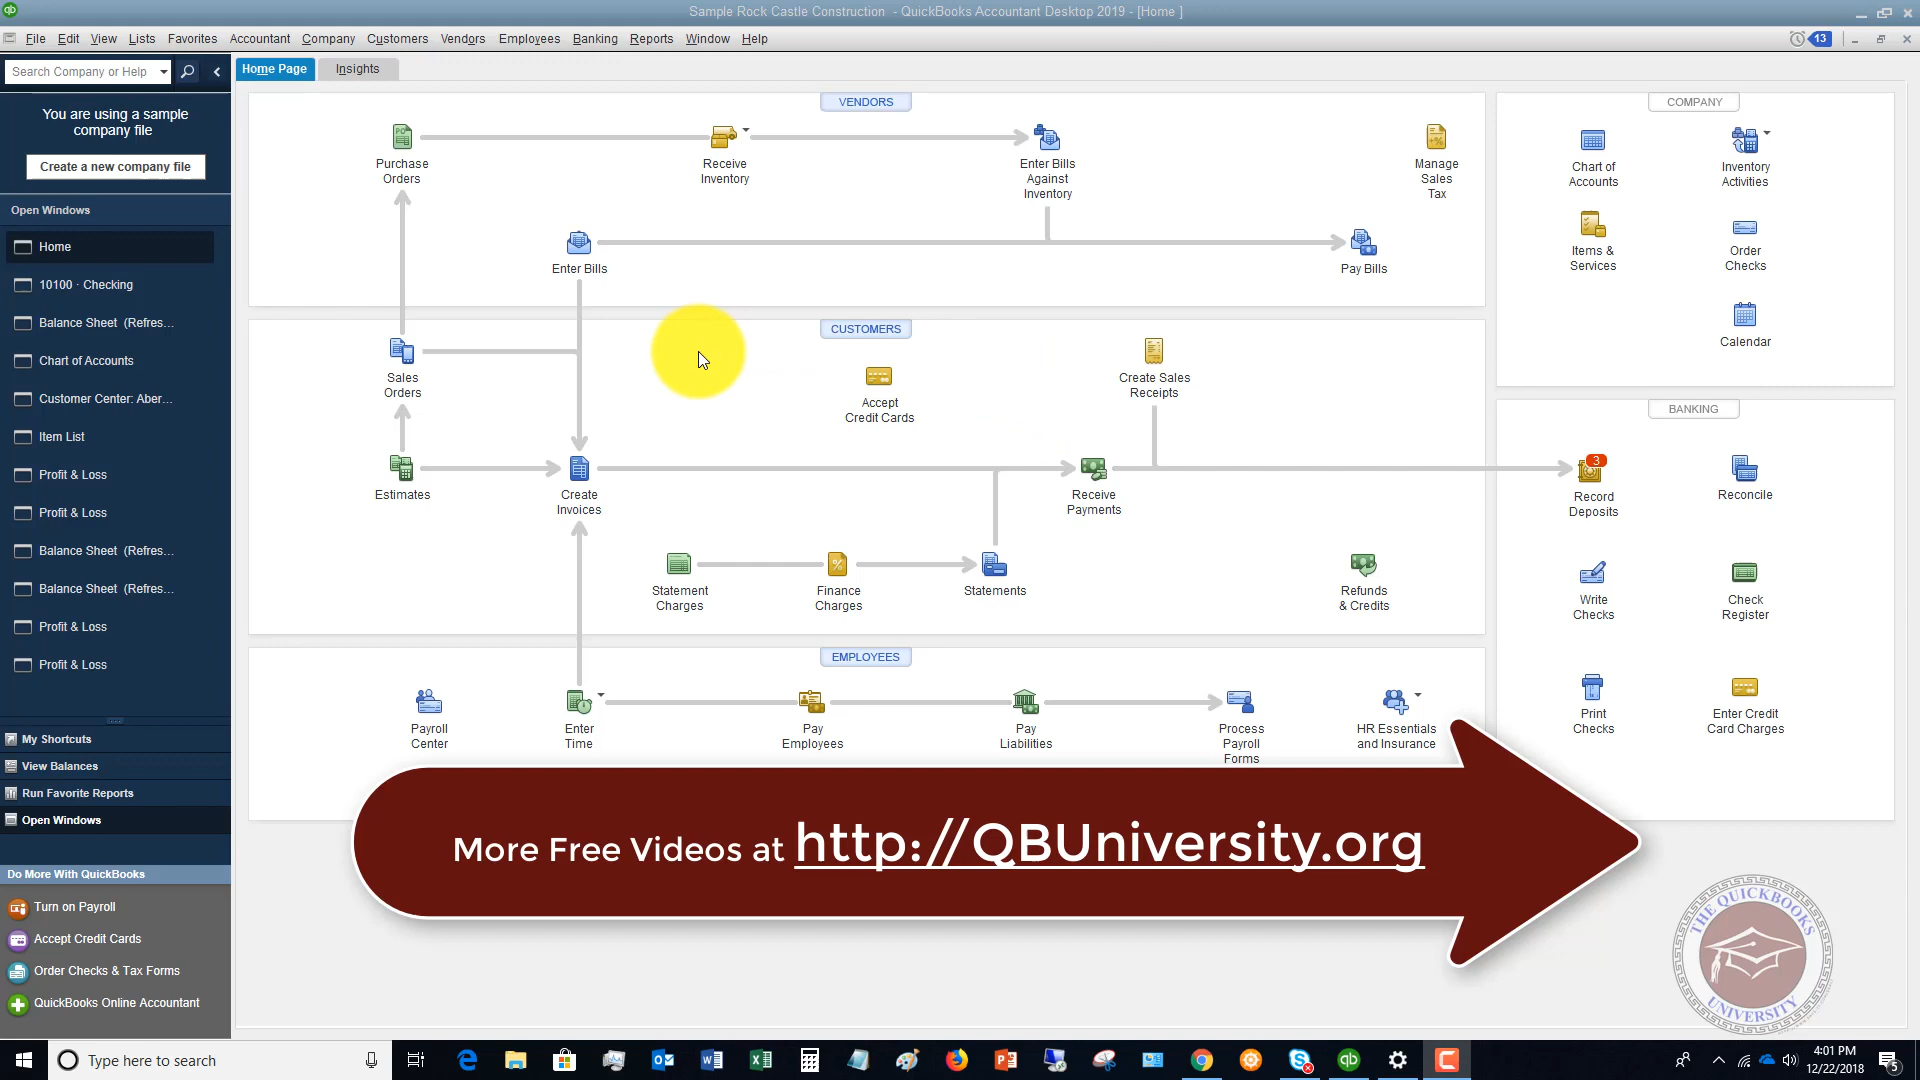 Sample Rock Castle Construction - QuickBooks Accountant Desktop 2019 - [Home ]
File Edit View Lists Favorites Accountant Company Customers Vendors Employees Banking Reports Window Help
13
Search Company or Help
Home Page Insights
You are using a sample
company file
Create a new company file
Open Windows
Home
10100 · Checking
Balance Sheet (Refres...
Chart of Accounts
Customer Center: Aber...
Item List
Profit & Loss
Profit & Loss
Balance Sheet (Refres...
Balance Sheet (Refres...
Profit & Loss
Profit & Loss
My Shortcuts
View Balances
Run Favorite Reports
Open Windows
Do More With QuickBooks
Turn on Payroll
Accept Credit Cards
Order Checks & Tax Forms
QuickBooks Online Accountant
VENDORS
Purchase
Orders
Receive
Inventory
Enter Bills
Against
Inventory
Manage
Sales
Tax
Enter Bills
Pay Bills
CUSTOMERS
Sales
Orders
Accept
Credit Cards
Create Sales
Receipts
Estimates
Create
Invoices
Receive
Payments
Statement
Charges
Finance
Charges
Statements
Refunds
& Credits
EMPLOYEES
Payroll
Center
Enter
Time
Pay
Employees
Pay
Liabilities
Process
Payroll
Forms
HR Essentials
and Insurance
COMPANY
Chart of
Accounts
Inventory
Activities
Items &
Services
Order
Checks
Calendar
BANKING
3
Record
Deposits
Reconcile
Write
Checks
Check
Register
Print
Checks
Enter Credit
Card Charges
More Free Videos at http://QBUniversity.org
THE QUICKBOOKS
UNIVERSITY
Type here to search
4:01 PM
12/22/2018
5